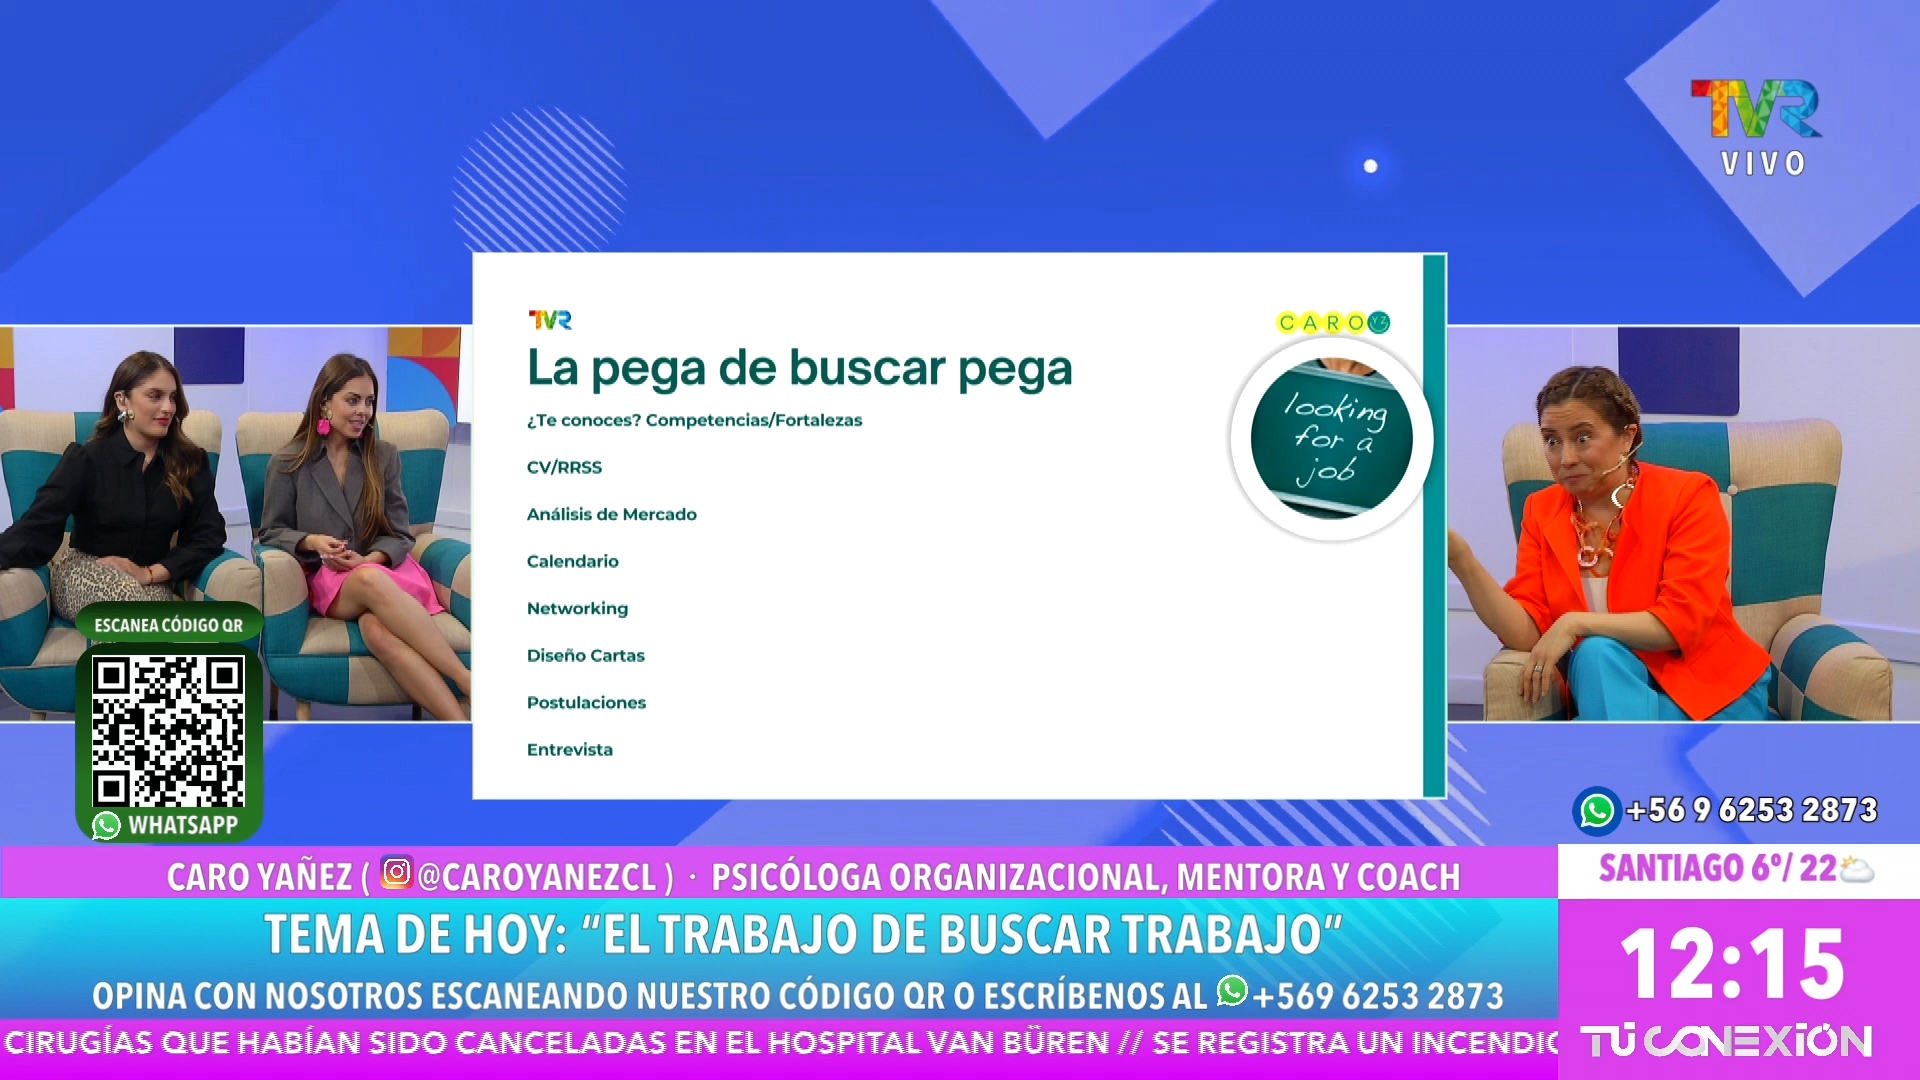 TVR
VIVO
TVR
CARO YZ
La pega de buscar pega
¿Te conoces? Competencias/Fortalezas
CV/RRSS
Análisis de Mercado
Calendario
Networking
Diseño Cartas
Postulaciones
Entrevista
looking
for a
job
ESCANEA CÓDIGO QR
WHATSAPP
+56 9 6253 2873
CARO YAÑEZ ( @CAROYANEZCL ) · PSICÓLOGA ORGANIZACIONAL, MENTORA Y COACH
SANTIAGO 6º/ 22
TEMA DE HOY: “EL TRABAJO DE BUSCAR TRABAJO”
OPINA CON NOSOTROS ESCANEANDO NUESTRO CÓDIGO QR O ESCRÍBENOS AL +569 6253 2873
12:15
CIRUGÍAS QUE HABÍAN SIDO CANCELADAS EN EL HOSPITAL VAN BÜREN // SE REGISTRA UN INCENDIO
TÚ CONEXIÓN